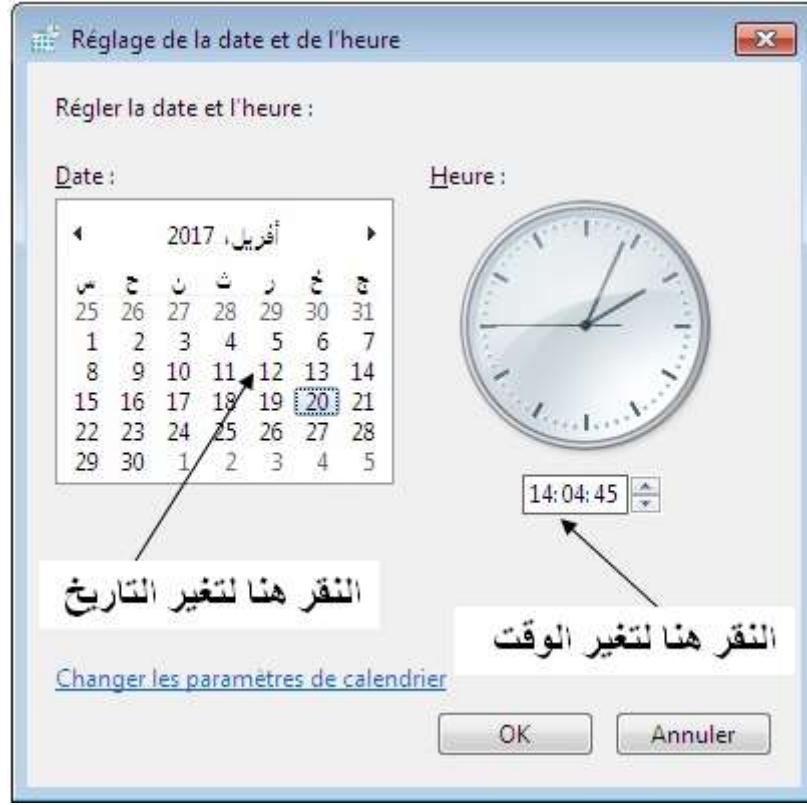 Réglage de la date et de l'heure
Régler la date et l'heure :
Date :
Heure :
أفريل، 2017
س ح ن ث ر خ ج
25 26 27 28 29 30 31
1 2 3 4 5 6 7
8 9 10 11 12 13 14
15 16 17 18 19 20 21
22 23 24 25 26 27 28
29 30 1 2 3 4 5
14:04:45
النقر هنا لتغير التاريخ
النقر هنا لتغير الوقت
Changer les paramètres de calendrier
OK
Annuler